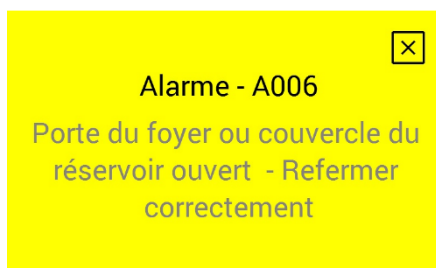 Alarme - A006
Porte du foyer ou couvercle du
réservoir ouvert  - Refermer
correctement